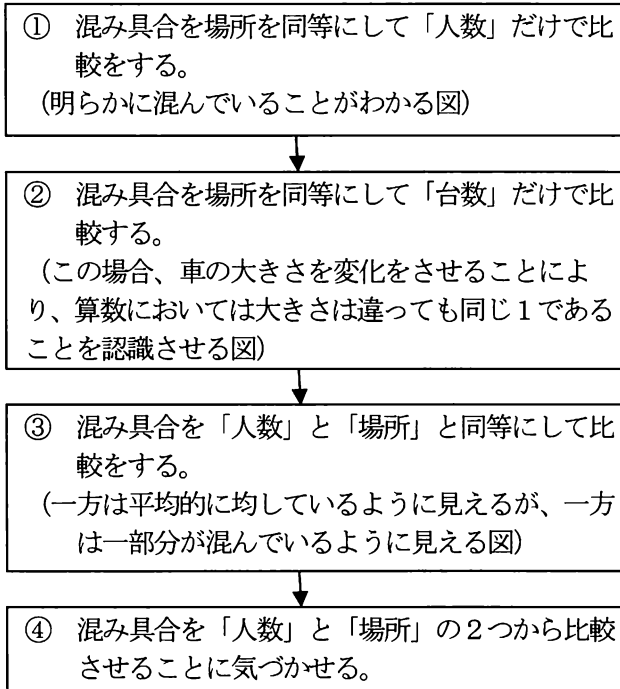 ① 混み具合を場所を同等にして「人数」だけで比
較をする。
(明らかに混んでいることがわかる図)
② 混み具合を場所を同等にして「台数」だけで比
較する。
(この場合、車の大きさを変化をさせることによ
り、算数においては大きさは違っても同じ1である
ことを認識させる図)
③ 混み具合を「人数」と「場所」と同等にして比
較をする。
(一方は平均的に均しているように見えるが、一方
は一部分が混んでいるように見える図)
④ 混み具合を「人数」と「場所」の2つから比較
させることに気づかせる。